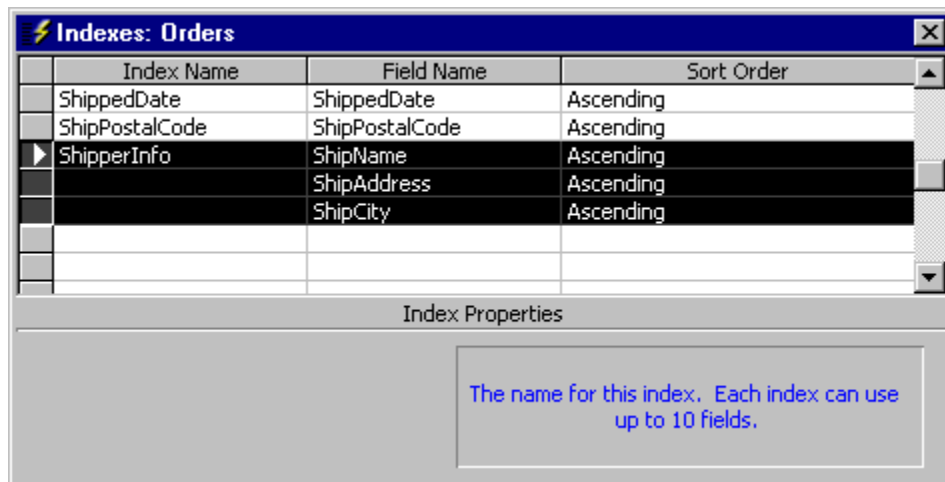 Indexes: Orders
Index Name Field Name Sort Order
ShippedDate ShippedDate Ascending
ShipPostalCode ShipPostalCode Ascending
ShipperInfo ShipName Ascending
ShipAddress Ascending
ShipCity Ascending
Index Properties
The name for this index. Each index can use
up to 10 fields.